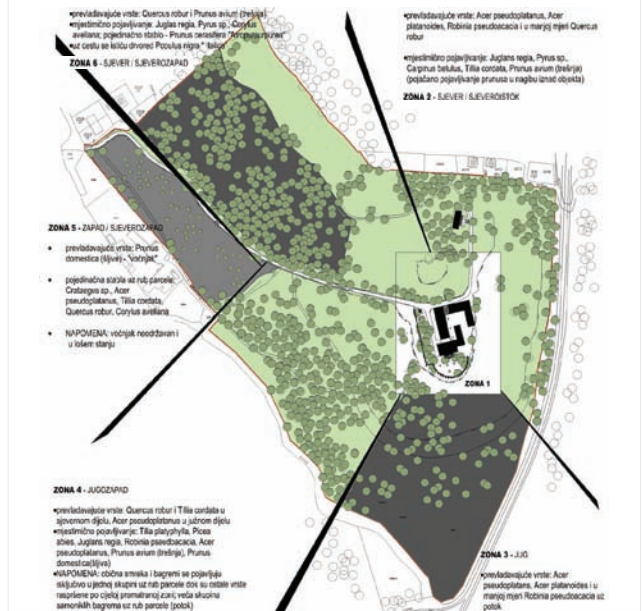 •prevladavajuće vrste: Quercus robur i Prunus avium (trešnja)
•mjestimično pojavljivanje: Juglas regia, Pyrus sp., Corylus
avellana; pojedinačno stablo - Prunus cerasifera
uz cestu se ističu drvored Populus nigra
ZONA 6 - SJEVER / SJEVEROZAPAD
•prevladavajuće vrste: Acer pseudoplatanus, Acer
platanoides, Robinia pseudoacacia i u marjoj mjeri Quercus
robur
•mjestimično pojavljivanje: Juglans regia, Pyrus sp.,
Carpinus betulus, Tillia cordata, Prunus avium (trešnja)
(pojačano pojavljivanje prunusa u nagibu iznad objekta)
ZONA 2 - SJEVER / SJEVEROISTOK
ZONA 5 - ZAPAD / SJEVEROZAPAD
• prevladavajuće vrste: Prunus
domestica (šljiva) - "voćnjak"
• pojedinačna stabla uz rub parcele:
Crataegus sp., Acer
pseudoplatanus, Tillia cordata,
Quercus robur, Corylus avellana
• NAPOMENA: voćnjak neodržavan i
u lošem stanju
ZONA 1
ZONA 4 - JUGOZAPAD
•prevladavajuće vrste: Quercus robur i Tillia cordata u
sjevernom dijelu, Acer pseudoplatanus u južnom dijelu
•mjestimično pojavljivanje: Tilia platyphylla, Picea
abies, Juglans regia, Robinia pseudoacacia, Acer
pseudoplatanus, Prunus avium (trešnja), Prunus
domestica(šljiva)
•NAPOMENA: obična smreka i bagremi se pojavljuju
isključivo u jednoj skupini uz rub parcele dos su ostale vrste
raspršene po cijeloj promatranoj zoni; veća skupina
samoniklih bagrema uz rub parcele (potok)
ZONA 3 - JUG
•prevladavajuće vrste: Acer
pseudoplatans, Acer platanoides i u
manjoj mjeri Robinia pseudoacacia uz
potok